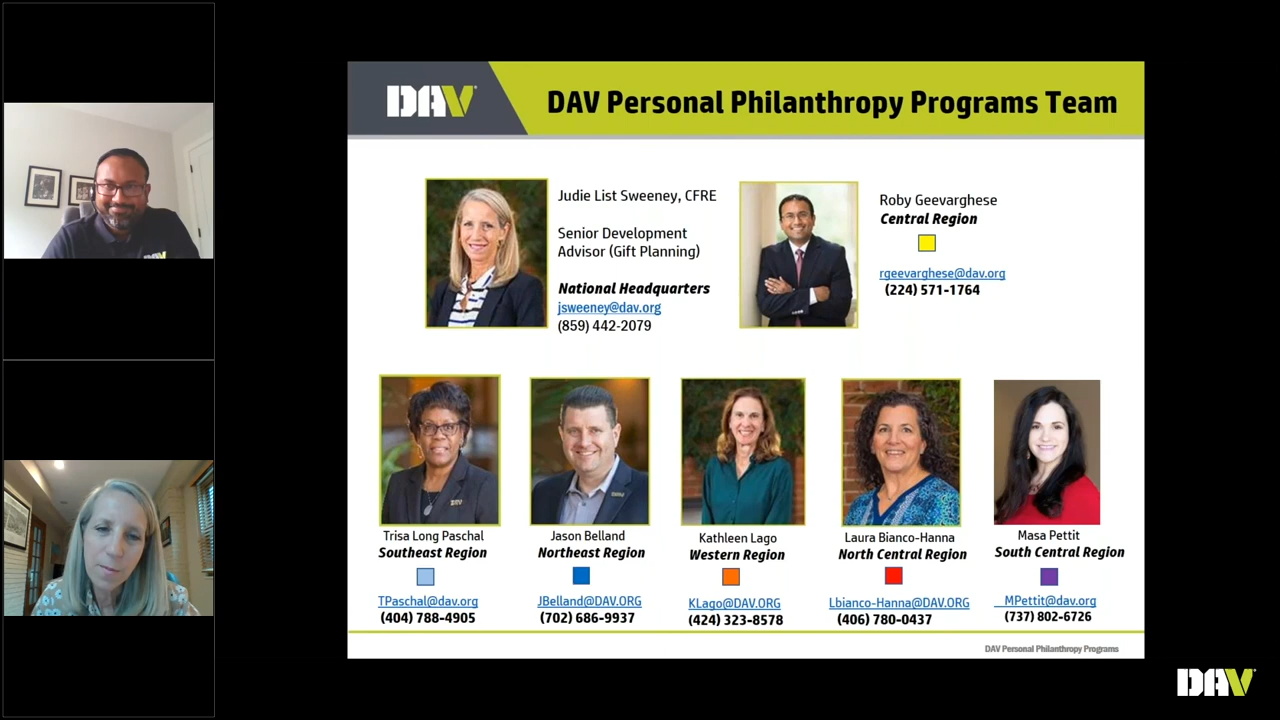 DAV
DAV Personal Philanthropy Programs Team
Judie List Sweeney, CFRE
Senior Development
Advisor (Gift Planning)
National Headquarters
jsweeney@dav.org
(859) 442-2079
Roby Geevarghese
Central Region
rgeevarghese@dav.org
(224) 571-1764
Trisa Long Paschal
Southeast Region
TPaschal@dav.org
(404) 788-4905
Jason Belland
Northeast Region
JBelland@DAV.ORG
(702) 686-9937
Kathleen Lago
Western Region
KLago@DAV.ORG
(424) 323-8578
Laura Bianco-Hanna
North Central Region
Lbianco-Hanna@DAV.ORG
(406) 780-0437
Masa Pettit
South Central Region
MPettit@dav.org
(737) 802-6726
DAV Personal Philanthropy Programs
DAV